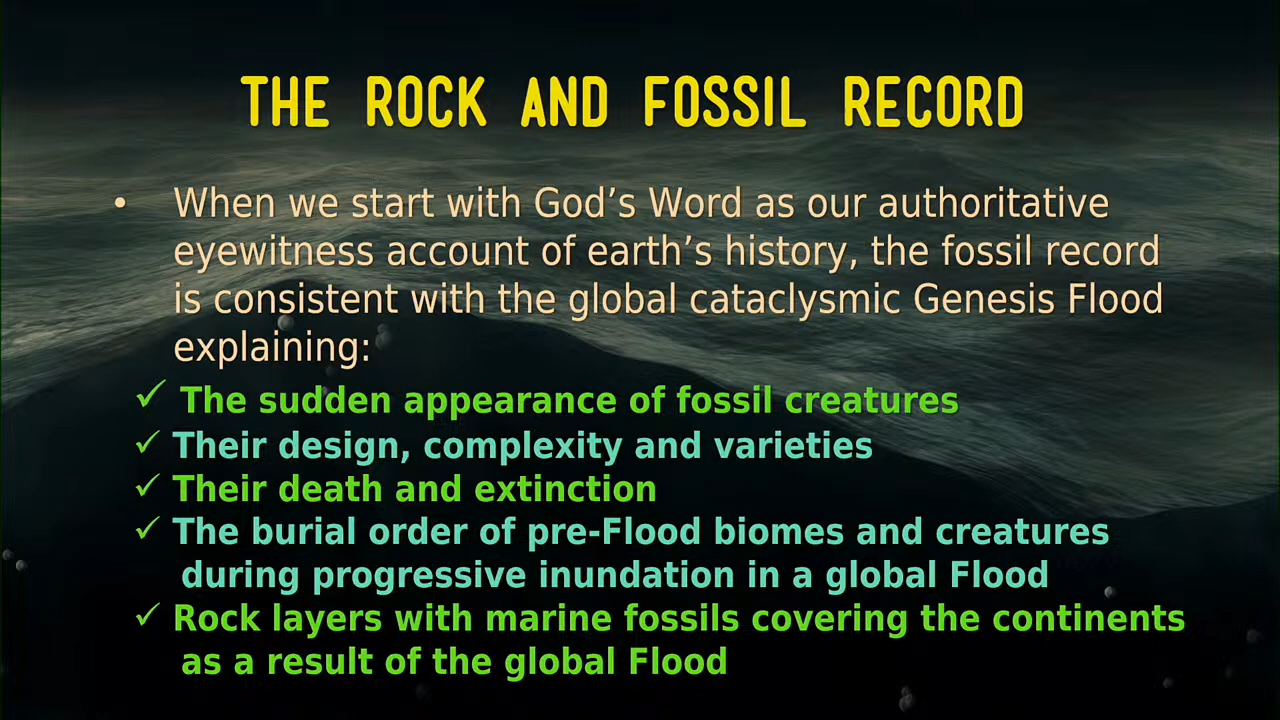 THE ROCK AND FOSSIL RECORD
• When we start with God’s Word as our authoritative
eyewitness account of earth’s history, the fossil record
is consistent with the global cataclysmic Genesis Flood
explaining:
✓ The sudden appearance of fossil creatures
✓ Their design, complexity and varieties
✓ Their death and extinction
✓ The burial order of pre-Flood biomes and creatures
during progressive inundation in a global Flood
✓ Rock layers with marine fossils covering the continents
as a result of the global Flood